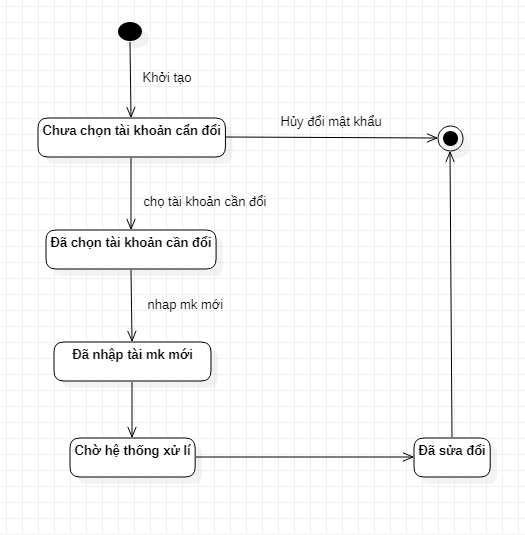 Khởi tạo
Chưa chọn tài khoản cần đổi
Hủy đổi mật khẩu
chọ tài khoản cần đổi
Đã chọn tài khoản cần đổi
nhap mk mới
Đã nhập tài mk mới
Chờ hệ thống xử lí
Đã sửa đổi